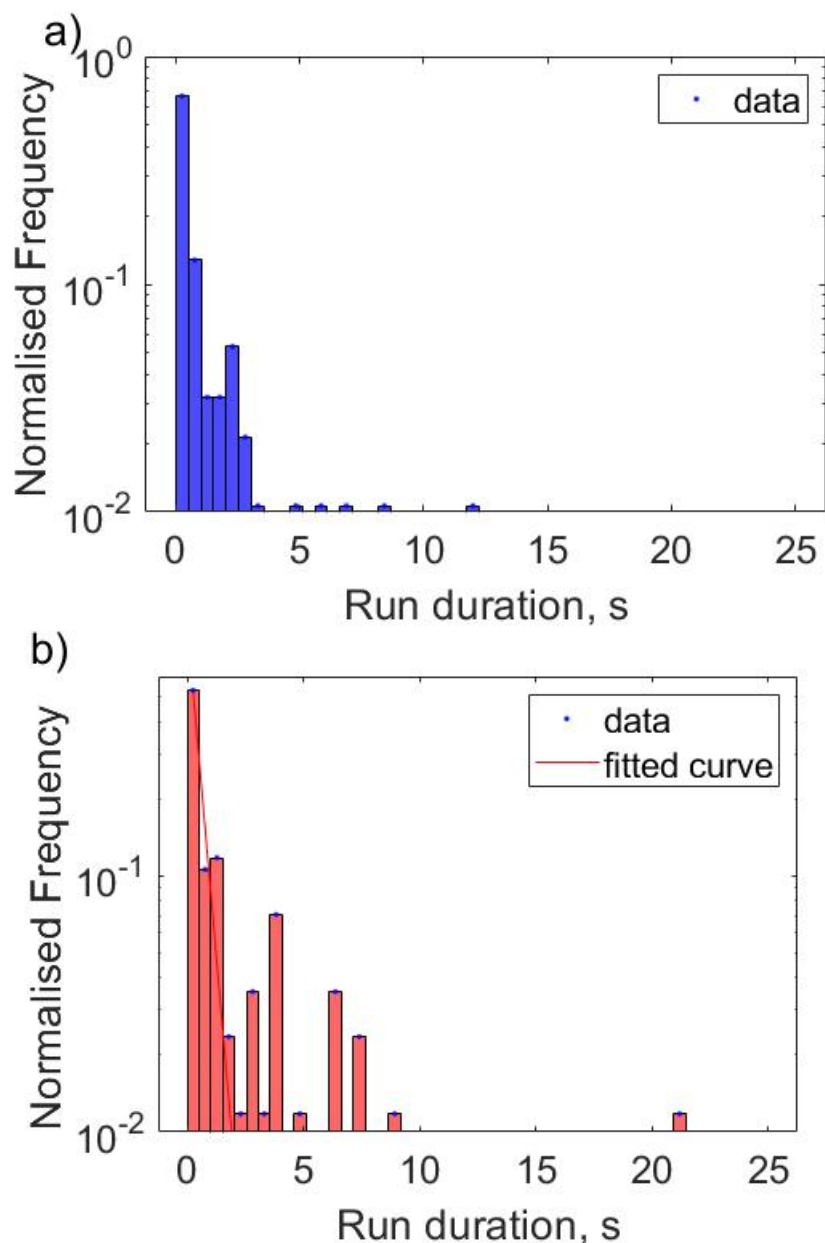 a)
Normalised Frequency
10^0
10^-1
10^-2
data
0 5 10 15 20 25
Run duration, s
b)
Normalised Frequency
10^-1
10^-2
data
fitted curve
0 5 10 15 20 25
Run duration, s